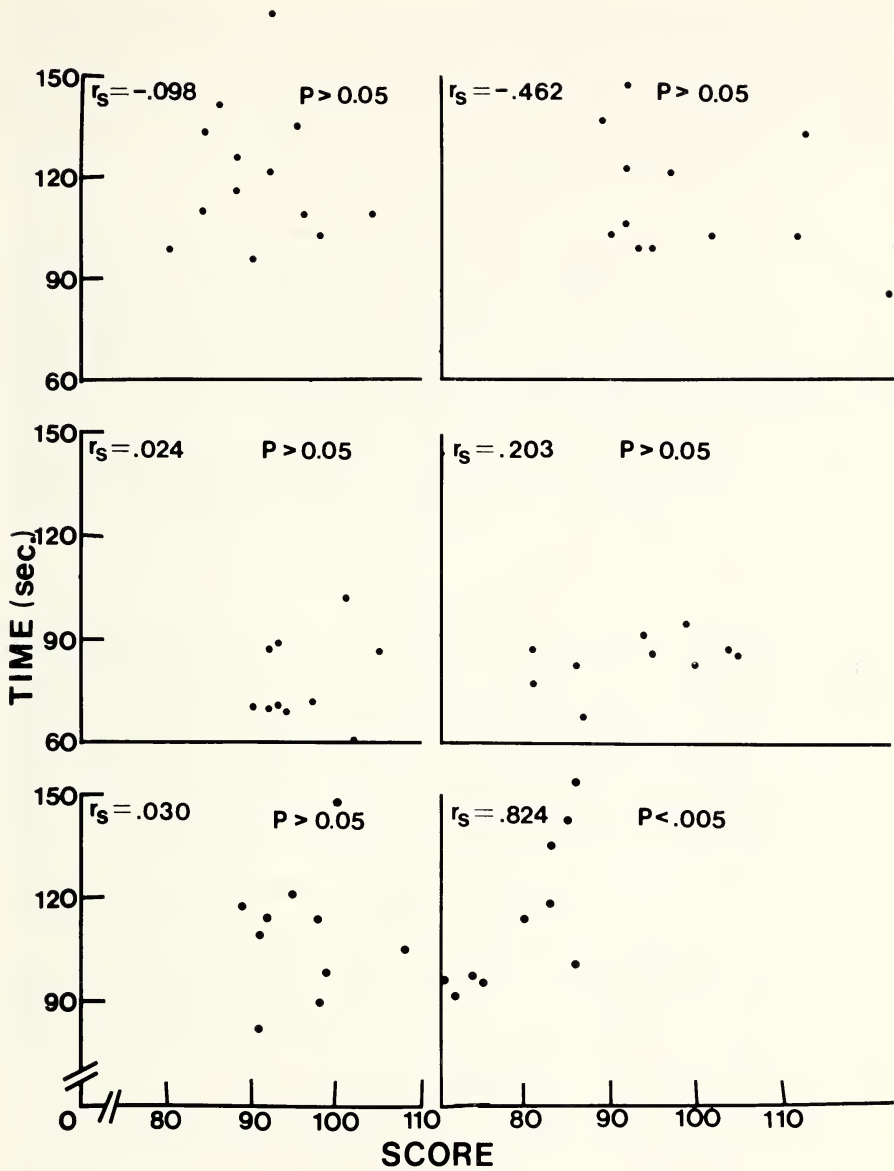 150
rs=-.098 P > 0.05
rs=-.462 P > 0.05
120
90
60
150
rs=.024 P > 0.05
rs=.203 P > 0.05
120
90
60
TIME (sec.)
150
rs=.030 P > 0.05
rs=.824 P<.005
120
90
0 80 90 100 110 80 90 100 110
SCORE